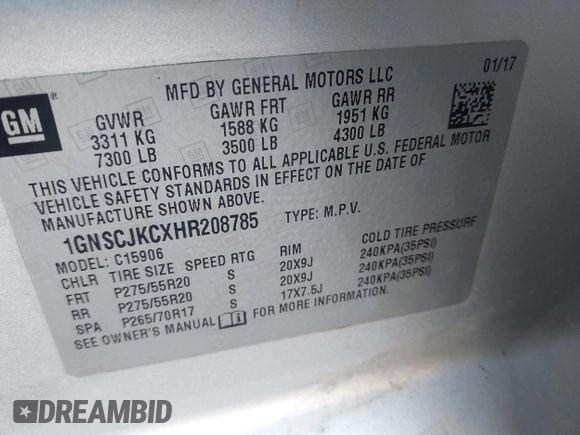 MFD BY GENERAL MOTORS LLC 01/17
GM ®
GVWR GAWR FRT GAWR RR
3311 KG 1588 KG 1951 KG
7300 LB 3500 LB 4300 LB
THIS VEHICLE CONFORMS TO ALL APPLICABLE U.S. FEDERAL MOTOR
VEHICLE SAFETY STANDARDS IN EFFECT ON THE DATE OF
MANUFACTURE SHOWN ABOVE.
1GNSCJKCXHR208785 TYPE: M.P.V.
MODEL: C15906
CHLR TIRE SIZE SPEED RTG RIM COLD TIRE PRESSURE
FRT P275/55R20 S 20X9J 240KPA(35PSI)
RR P275/55R20 S 20X9J 240KPA(35PSI)
SPA P265/70R17 S 17X7.5J 240KPA(35PSI)
SEE OWNER'S MANUAL FOR MORE INFORMATION.
DREAMBID